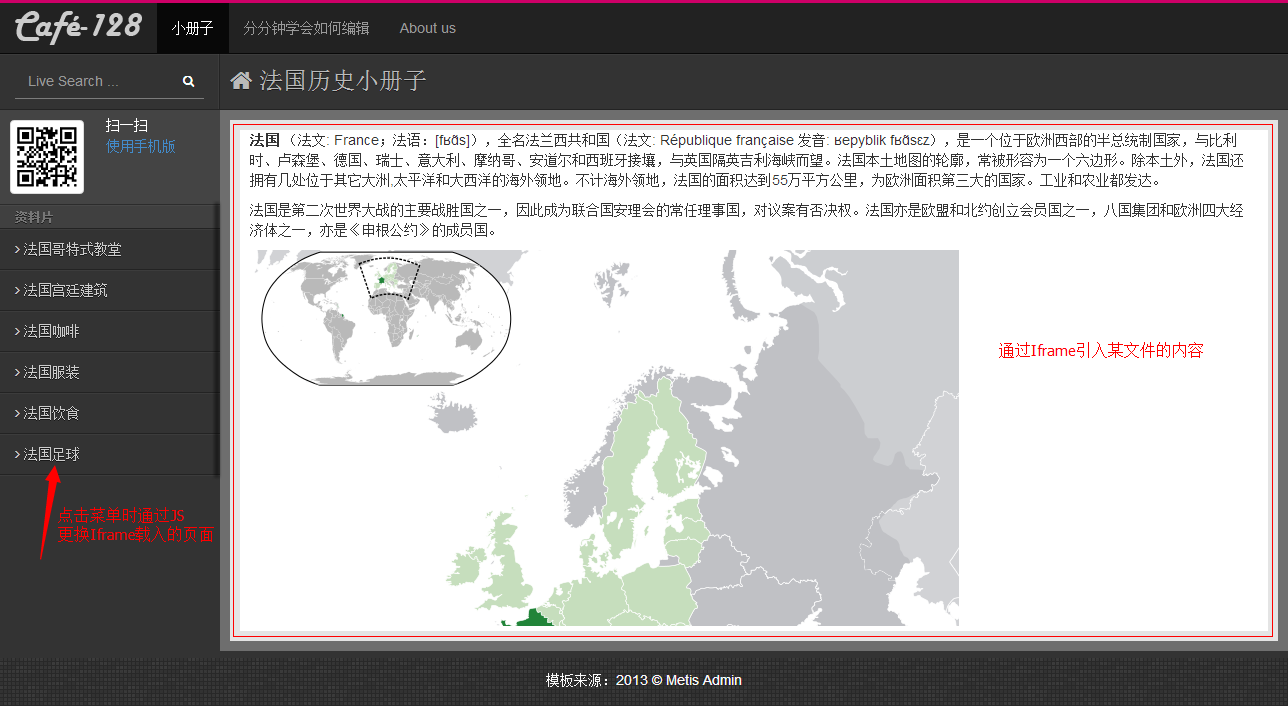 Café-128 小册子 分分钟学会如何编辑 About us
Live Search ...
法国历史小册子
扫一扫
使用手机版
资料片
› 法国哥特式教堂
› 法国宫廷建筑
› 法国咖啡
› 法国服装
› 法国饮食
› 法国足球
点击菜单时通过JS
更换Iframe载入的页面
法国 （法文: France；法语：[fʁɑ̃s]），全名法兰西共和国（法文: République française 发音: ʁepyblik fʁɑ̃sɛz），是一个位于欧洲西部的半总统制国家，与比利
时、卢森堡、德国、瑞士、意大利、摩纳哥、安道尔和西班牙接壤，与英国隔英吉利海峡而望。法国本土地图的轮廓，常被形容为一个六边形。除本土外，法国还
拥有几处位于其它大洲,太平洋和大西洋的海外领地。不计海外领地，法国的面积达到55万平方公里，为欧洲面积第三大的国家。工业和农业都发达。
法国是第二次世界大战的主要战胜国之一，因此成为联合国安理会的常任理事国，对议案有否决权。法国亦是欧盟和北约创立会员国之一，八国集团和欧洲四大经
济体之一，亦是《申根公约》的成员国。
通过Iframe引入某文件的内容
模板来源：2013 © Metis Admin